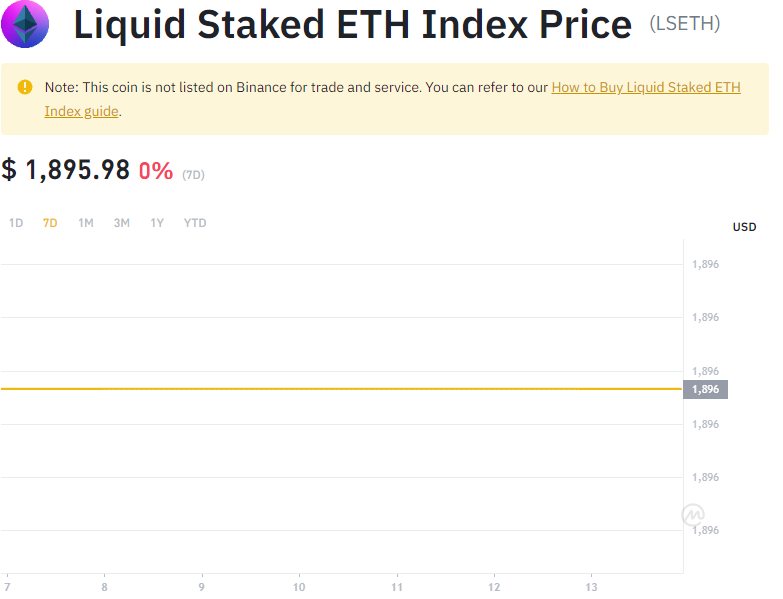 Liquid Staked ETH Index Price (LSETH)
Note: This coin is not listed on Binance for trade and service. You can refer to our How to Buy Liquid Staked ETH
Index guide.
$ 1,895.98 0% (7D)
1D 7D 1M 3M 1Y YTD
USD
1,896
1,896
1,896
1,896
1,896
1,896
1,896
7 8 9 10 11 12 13